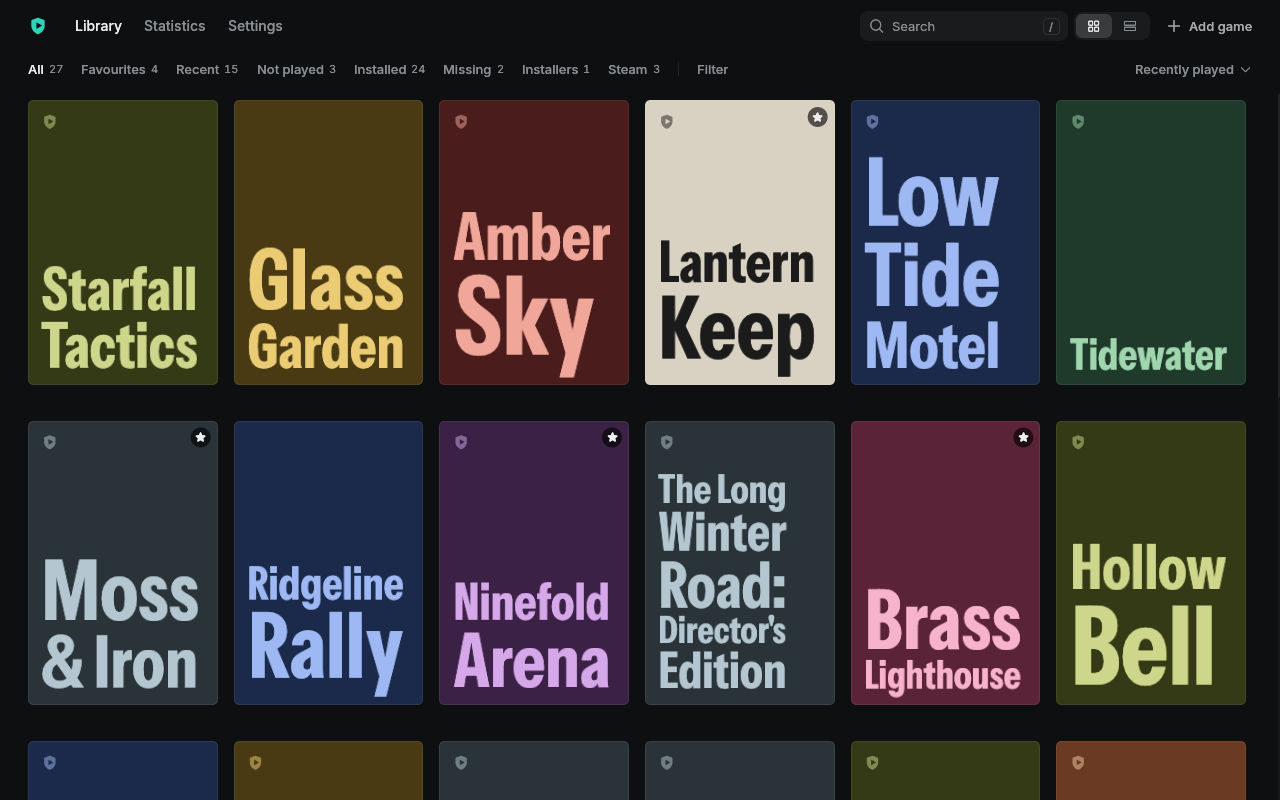 Library Statistics Settings Search / Add game
All 27 Favourites 4 Recent 15 Not played 3 Installed 24 Missing 2 Installers 1 Steam 3 Filter Recently played
Starfall
Tactics
Glass
Garden
Amber
Sky
Lantern
Keep
Low
Tide
Motel
Tidewater
Moss
& Iron
Ridgeline
Rally
Ninefold
Arena
The Long
Winter
Road:
Director's
Edition
Brass
Lighthouse
Hollow
Bell